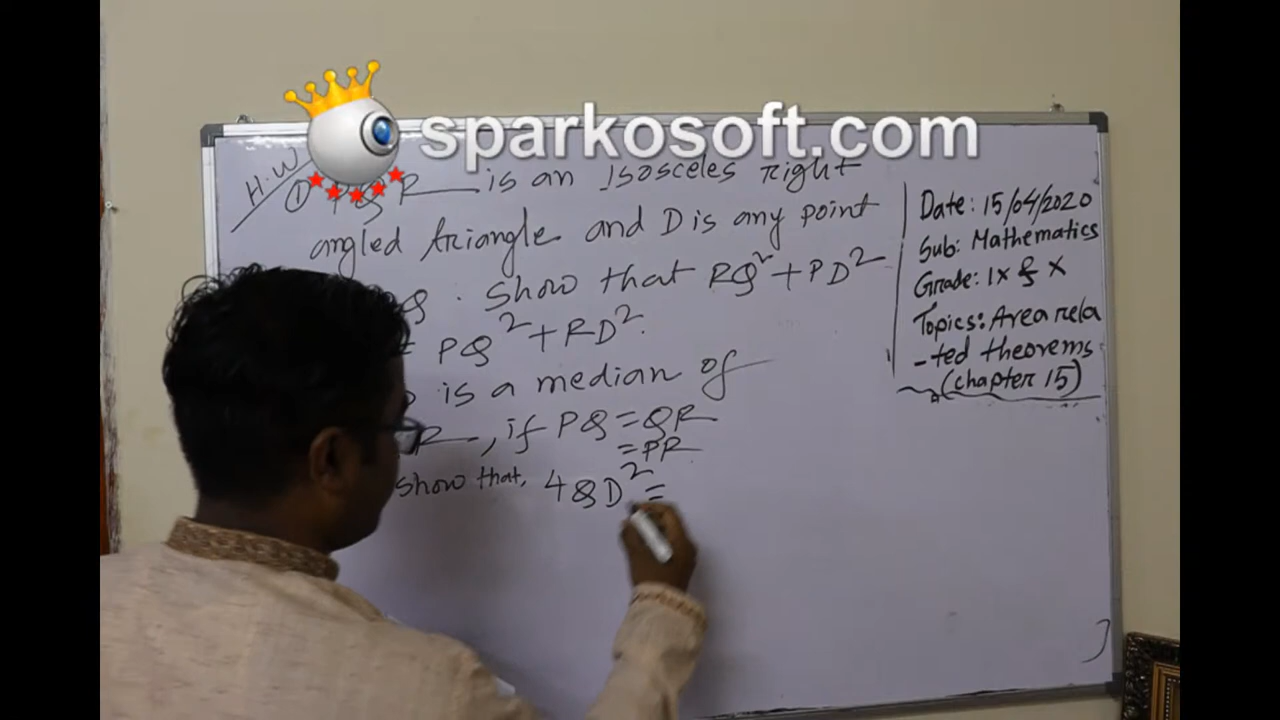 sparkosoft.com
H.W
① PQR is an Isosceles right
angled triangle and D is any point
Q. Show that RQ² + PD²
= PQ² + RD².
D is a median of
R, if PQ = QR
= PR
show that, 4QD² =
Date: 15/04/2020
Sub: Mathematics
Grade: IX & X
Topics: Area rela
-ted theorems
(chapter 15)